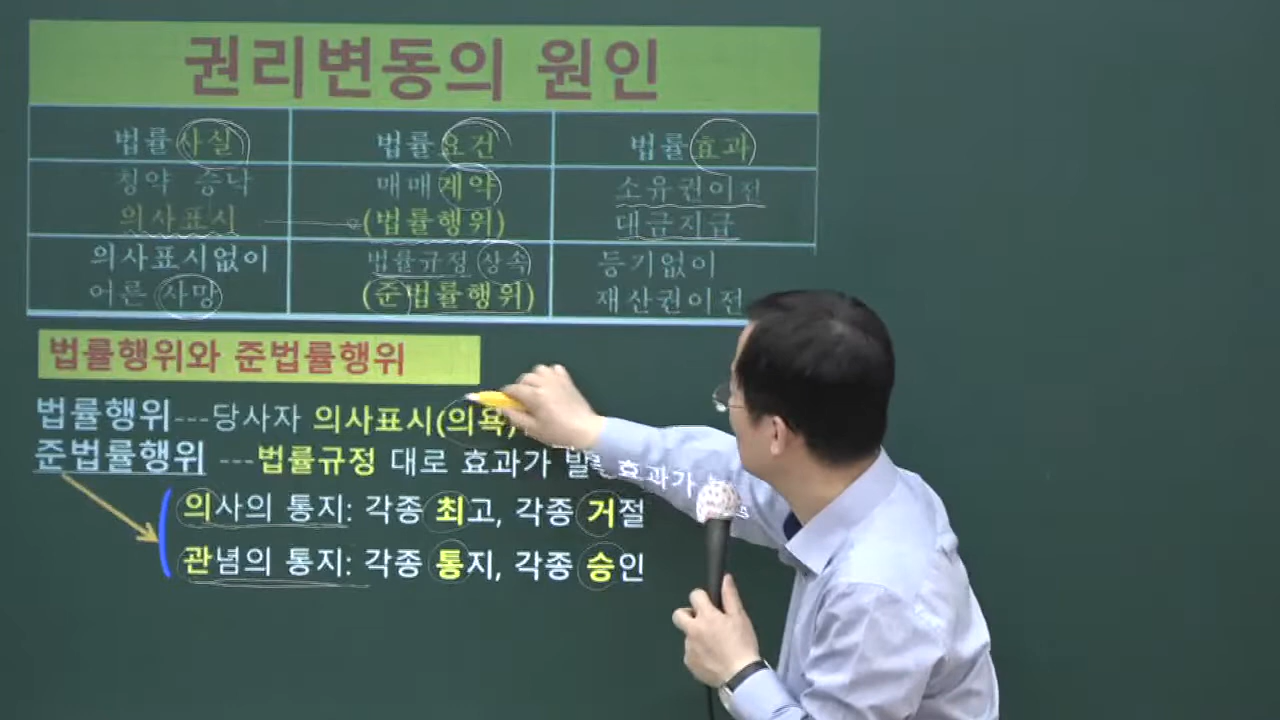 권리변동의 원인
법률사실 법률요건 법률효과
청약 승낙 매매계약 소유권이전
의사표시 (법률행위) 대금지급
의사표시없이 법률규정 상속 등기없이
어른 사망 (준법률행위) 재산권이전
법률행위와 준법률행위
법률행위---당사자 의사표시(의욕)
준법률행위 ---법률규정 대로 효과가 발 효과가
의사의 통지: 각종 최고, 각종 거절
관념의 통지: 각종 통지, 각종 승인